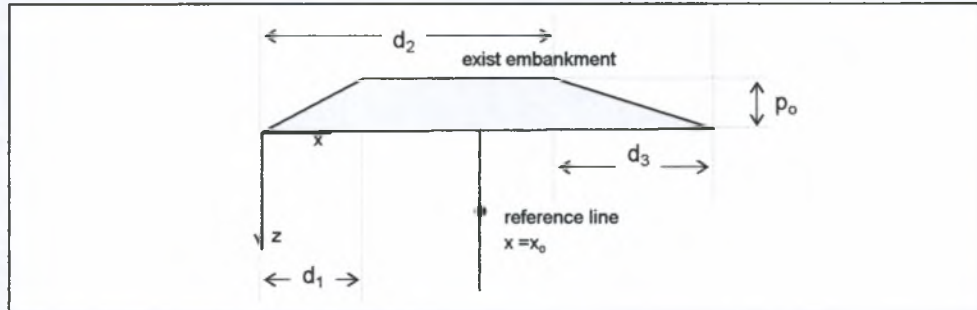 d₂
exist embankment
pₒ
x
d₃
reference line
x =xₒ
z
d₁